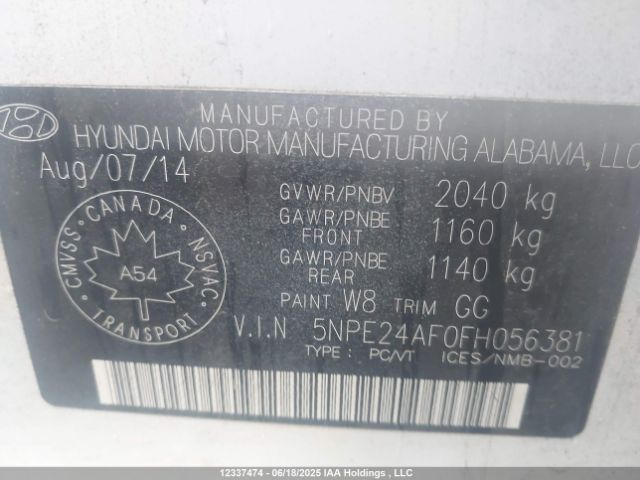 MANUFACTURED BY
HYUNDAI MOTOR MANUFACTURING ALABAMA, LLC
Aug/07/14
GVWR/PNBV 2040 kg
GAWR/PNBE FRONT 1160 kg
GAWR/PNBE REAR 1140 kg
CANADA
CMVSS NSVAC
A54
TRANSPORT
PAINT W8 TRIM GG
V.I.N 5NPE24AF0FH056381
TYPE : PC/VT ICES/NMB-002
12337474 - 06/18/2025 IAA Holdings , LLC